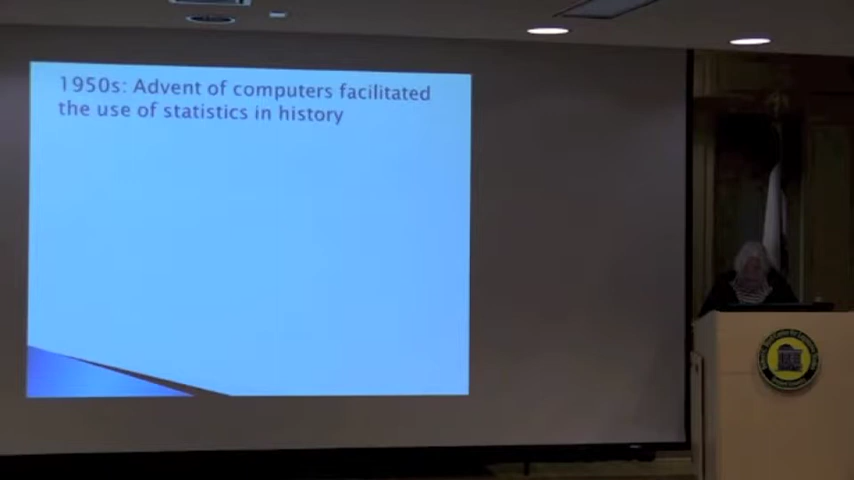 1950s: Advent of computers facilitated
the use of statistics in history